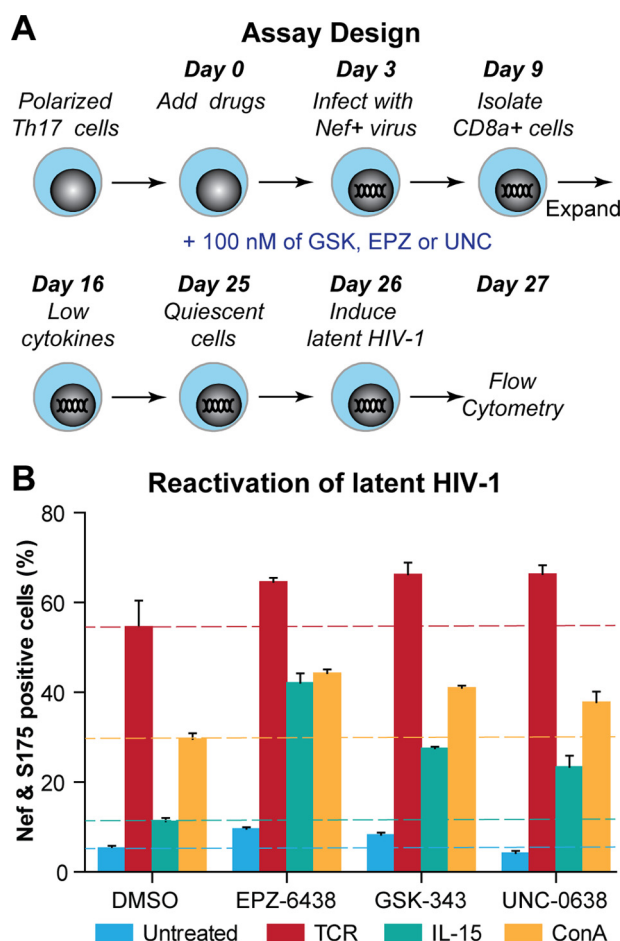 A
Assay Design
Day 0
Day 3
Day 9
Polarized
Th17 cells
Add drugs
Infect with
Nef+ virus
Isolate
CD8a+ cells
Expand
+ 100 nM of GSK, EPZ or UNC
Day 16
Day 25
Day 26
Day 27
Low
cytokines
Quiescent
cells
Induce
latent HIV-1
Flow
Cytometry
B
Reactivation of latent HIV-1
Nef & S175 positive cells (%)
80
60
40
20
0
DMSO
EPZ-6438
GSK-343
UNC-0638
Untreated
TCR
IL-15
ConA